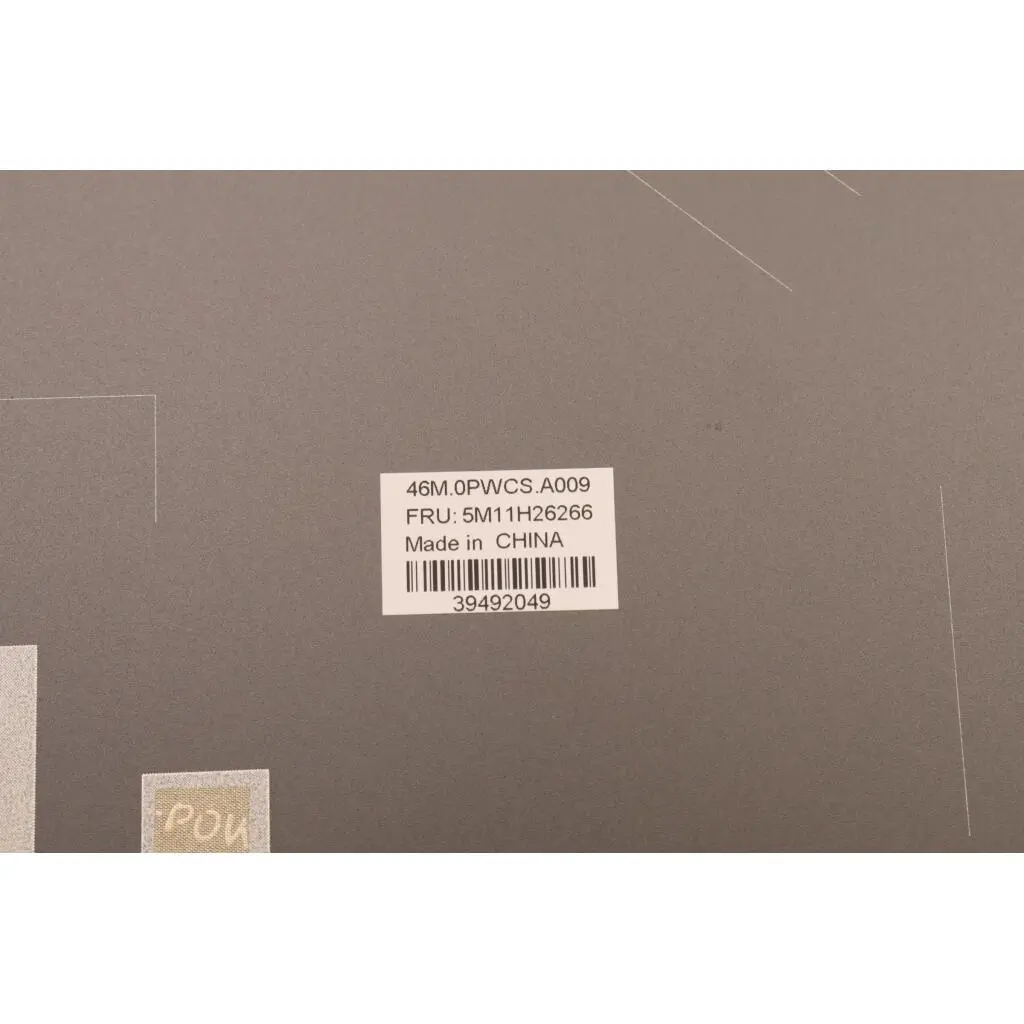 46M.0PWCS.A009
FRU: 5M11H26266
Made in CHINA
39492049